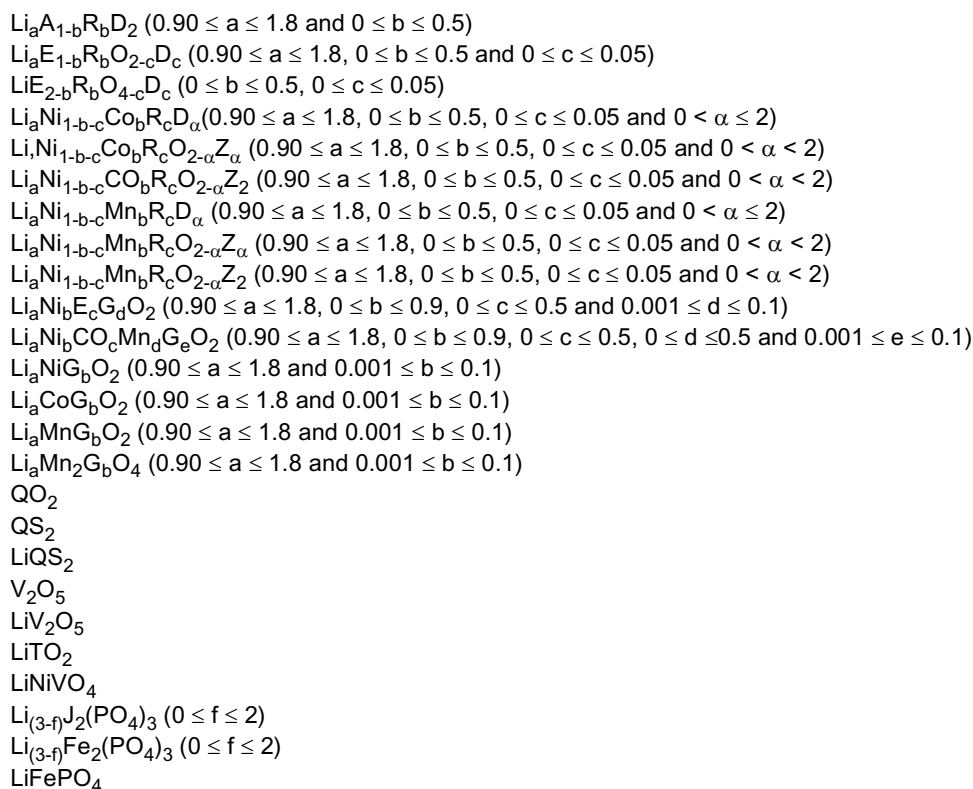 LiₐA₁₋bRbD₂ (0.90 ≤ a ≤ 1.8 and 0 ≤ b ≤ 0.5)
LiₐE₁₋bRbO₂₋cDc (0.90 ≤ a ≤ 1.8, 0 ≤ b ≤ 0.5 and 0 ≤ c ≤ 0.05)
LiE₂₋bRbO₄₋cDc (0 ≤ b ≤ 0.5, 0 ≤ c ≤ 0.05)
LiₐNi₁₋b₋cCobRcDα(0.90 ≤ a ≤ 1.8, 0 ≤ b ≤ 0.5, 0 ≤ c ≤ 0.05 and 0 < α ≤ 2)
Li,Ni₁₋b₋cCobRcO₂₋αZα (0.90 ≤ a ≤ 1.8, 0 ≤ b ≤ 0.5, 0 ≤ c ≤ 0.05 and 0 < α < 2)
LiₐNi₁₋b₋cCObRcO₂₋αZ₂ (0.90 ≤ a ≤ 1.8, 0 ≤ b ≤ 0.5, 0 ≤ c ≤ 0.05 and 0 < α < 2)
LiₐNi₁₋b₋cMnbRcDα (0.90 ≤ a ≤ 1.8, 0 ≤ b ≤ 0.5, 0 ≤ c ≤ 0.05 and 0 < α ≤ 2)
LiₐNi₁₋b₋cMnbRcO₂₋αZα (0.90 ≤ a ≤ 1.8, 0 ≤ b ≤ 0.5, 0 ≤ c ≤ 0.05 and 0 < α < 2)
LiₐNi₁₋b₋cMnbRcO₂₋αZ₂ (0.90 ≤ a ≤ 1.8, 0 ≤ b ≤ 0.5, 0 ≤ c ≤ 0.05 and 0 < α < 2)
LiₐNibEcGdO₂ (0.90 ≤ a ≤ 1.8, 0 ≤ b ≤ 0.9, 0 ≤ c ≤ 0.5 and 0.001 ≤ d ≤ 0.1)
LiₐNibCOcMndGeO₂ (0.90 ≤ a ≤ 1.8, 0 ≤ b ≤ 0.9, 0 ≤ c ≤ 0.5, 0 ≤ d ≤0.5 and 0.001 ≤ e ≤ 0.1)
LiₐNiGbO₂ (0.90 ≤ a ≤ 1.8 and 0.001 ≤ b ≤ 0.1)
LiₐCoGbO₂ (0.90 ≤ a ≤ 1.8 and 0.001 ≤ b ≤ 0.1)
LiₐMnGbO₂ (0.90 ≤ a ≤ 1.8 and 0.001 ≤ b ≤ 0.1)
LiₐMn₂GbO₄ (0.90 ≤ a ≤ 1.8 and 0.001 ≤ b ≤ 0.1)
QO₂
QS₂
LiQS₂
V₂O₅
LiV₂O₅
LiTO₂
LiNiVO₄
Li₍₃₋f₎J₂(PO₄)₃ (0 ≤ f ≤ 2)
Li₍₃₋f₎Fe₂(PO₄)₃ (0 ≤ f ≤ 2)
LiFePO₄